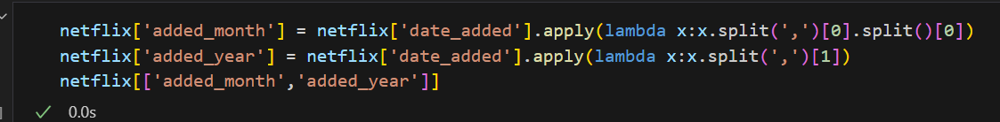 netflix['added_month'] = netflix['date_added'].apply(lambda x:x.split(',')[0].split()[0])
netflix['added_year'] = netflix['date_added'].apply(lambda x:x.split(',')[1])
netflix[['added_month','added_year']]
0.0s